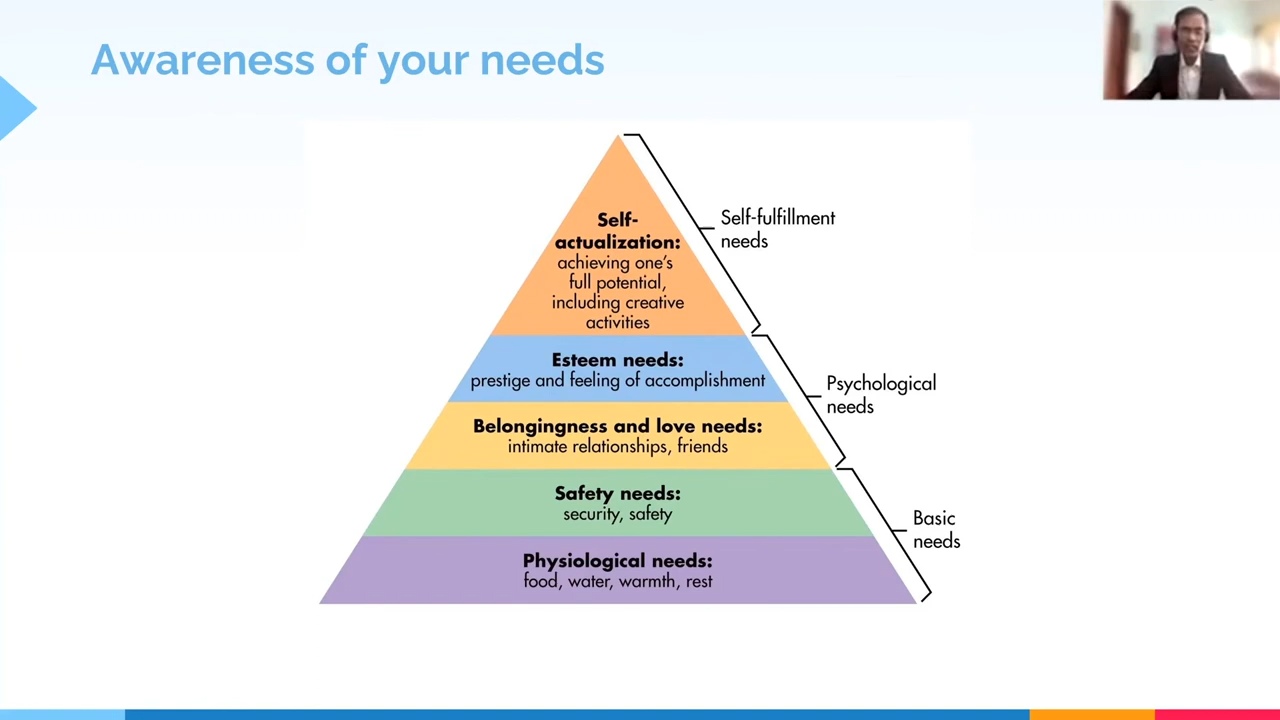 Awareness of your needs
Self-
actualization:
achieving one's
full potential,
including creative
activities
Self-fulfillment
needs
Esteem needs:
prestige and feeling of accomplishment
Psychological
needs
Belongingness and love needs:
intimate relationships, friends
Safety needs:
security, safety
Basic
needs
Physiological needs:
food, water, warmth, rest